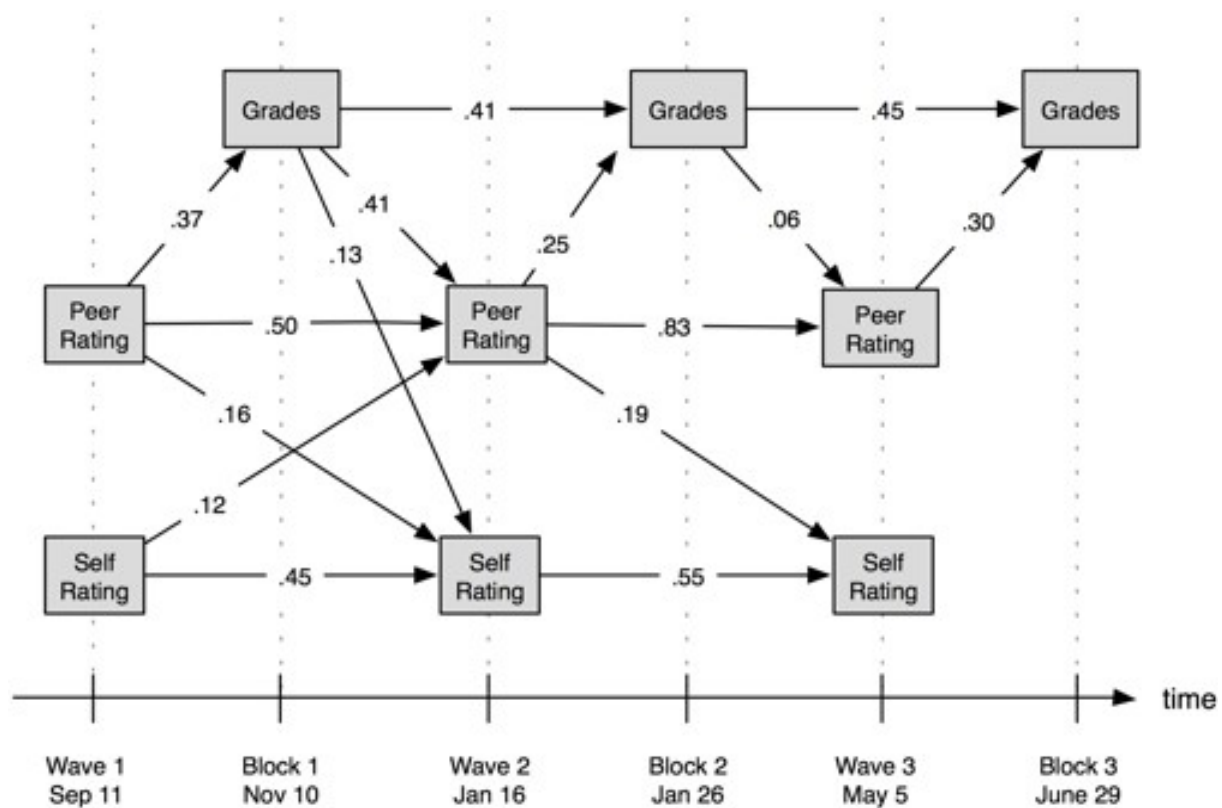 Grades
.41
Grades
.45
Grades
.37
.41
.13
.25
.06
.30
Peer
Rating
.50
Peer
Rating
.83
Peer
Rating
.16
.12
.19
Self
Rating
.45
Self
Rating
.55
Self
Rating
time
Wave 1
Sep 11
Block 1
Nov 10
Wave 2
Jan 16
Block 2
Jan 26
Wave 3
May 5
Block 3
June 29